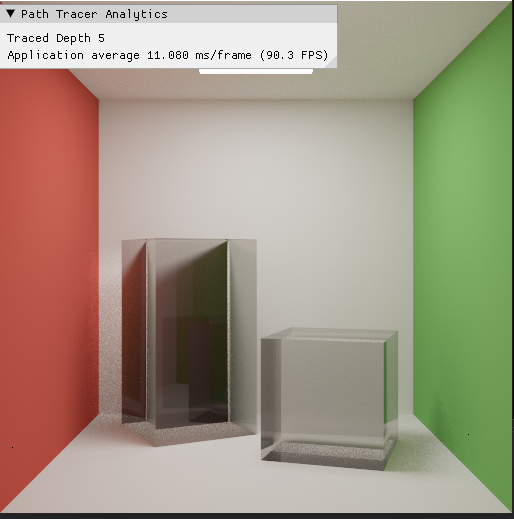 Path Tracer Analytics
Traced Depth 5
Application average 11.080 ms/frame (90.3 FPS)